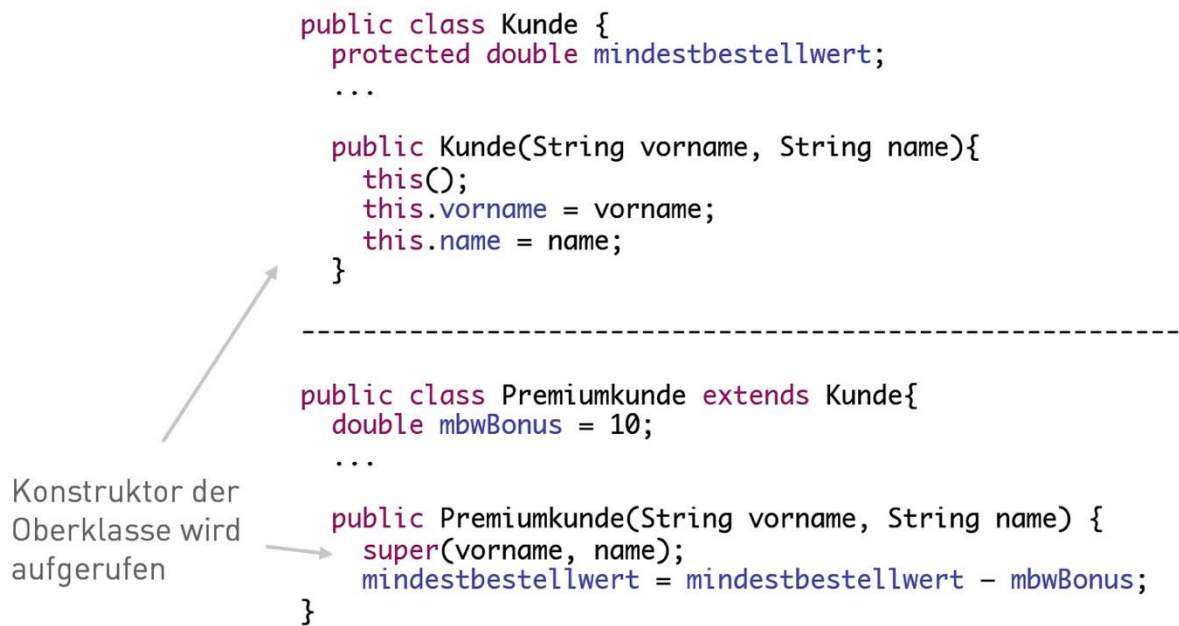 public class Kunde {
protected double mindestbestellwert;
...
public Kunde(String vorname, String name){
this();
this.vorname = vorname;
this.name = name;
}
---------------------------------------------------------
public class Premiumkunde extends Kunde{
double mbwBonus = 10;
...
public Premiumkunde(String vorname, String name) {
super(vorname, name);
mindestbestellwert = mindestbestellwert – mbwBonus;
}
Konstruktor der
Oberklasse wird
aufgerufen